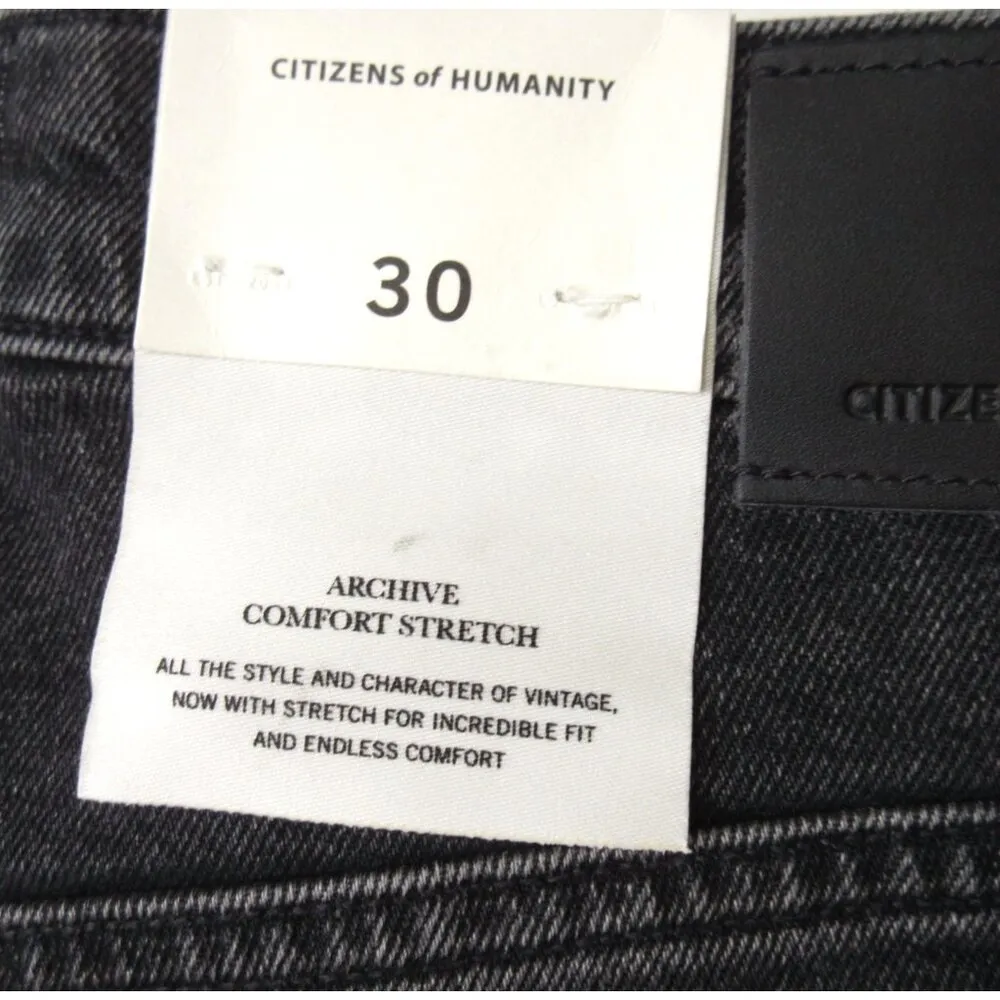 CITIZENS of HUMANITY
30
ARCHIVE
COMFORT STRETCH
ALL THE STYLE AND CHARACTER OF VINTAGE,
NOW WITH STRETCH FOR INCREDIBLE FIT
AND ENDLESS COMFORT
CITIZE